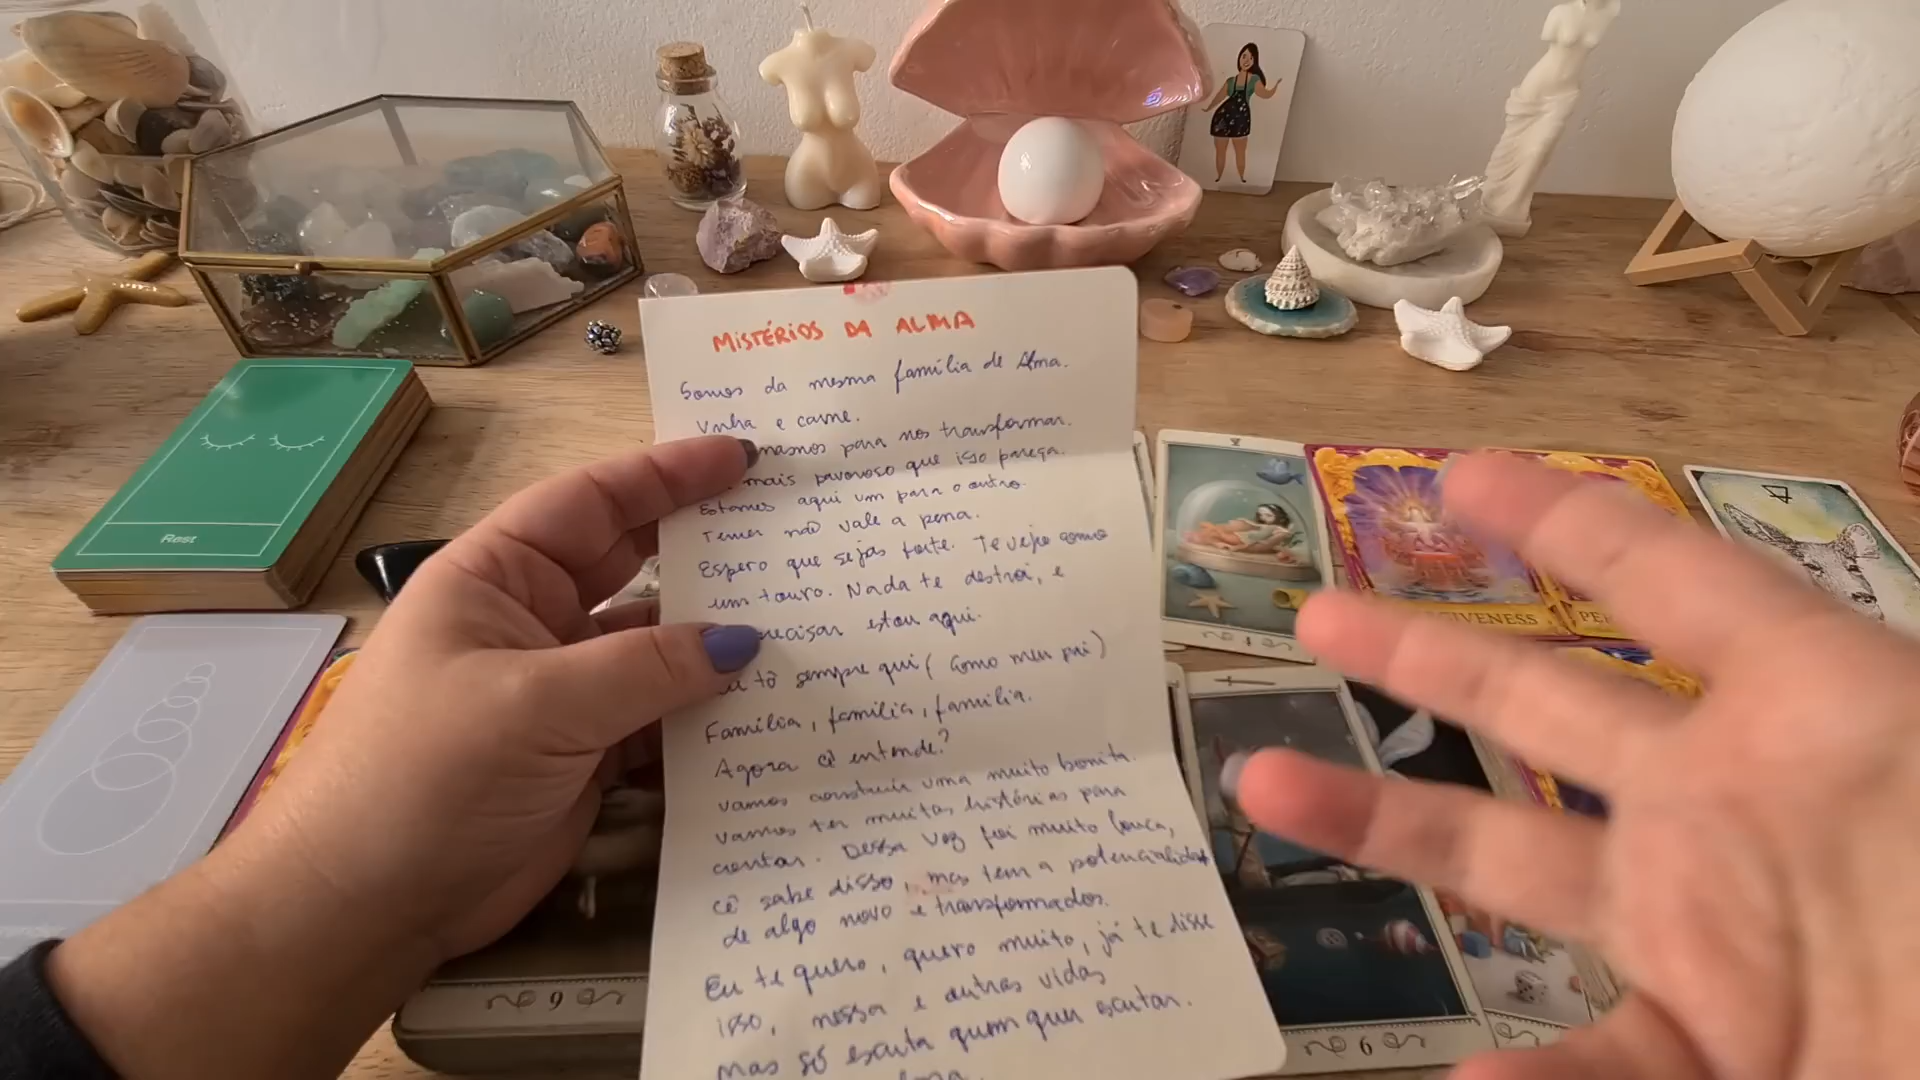 MISTÉRIOS DA ALMA
Somos da mesma família de Alma.
Unha e carne.
para nos transformar.
mais pavoroso que isso pareça.
Estamos aqui um para o outro.
Temer não vale a pena.
Espero que sejas forte. Te vejo como
um touro. Nada te destrói, e
precisar estou aqui.
tô sempre qui (como meu pai)
Família, família, família.
Agora cê entende?
vamos construir uma muito bonita.
vamos ter muitas histórias para
contar. Dessa vez foi muito louca,
cê sabe disso, mas tem a potencialidade
de algo novo e transformador.
Eu te quero, quero muito, já te disse
isso, nessa e outras vidas
mas só escuta quem quer escutar.
Rest
6
9